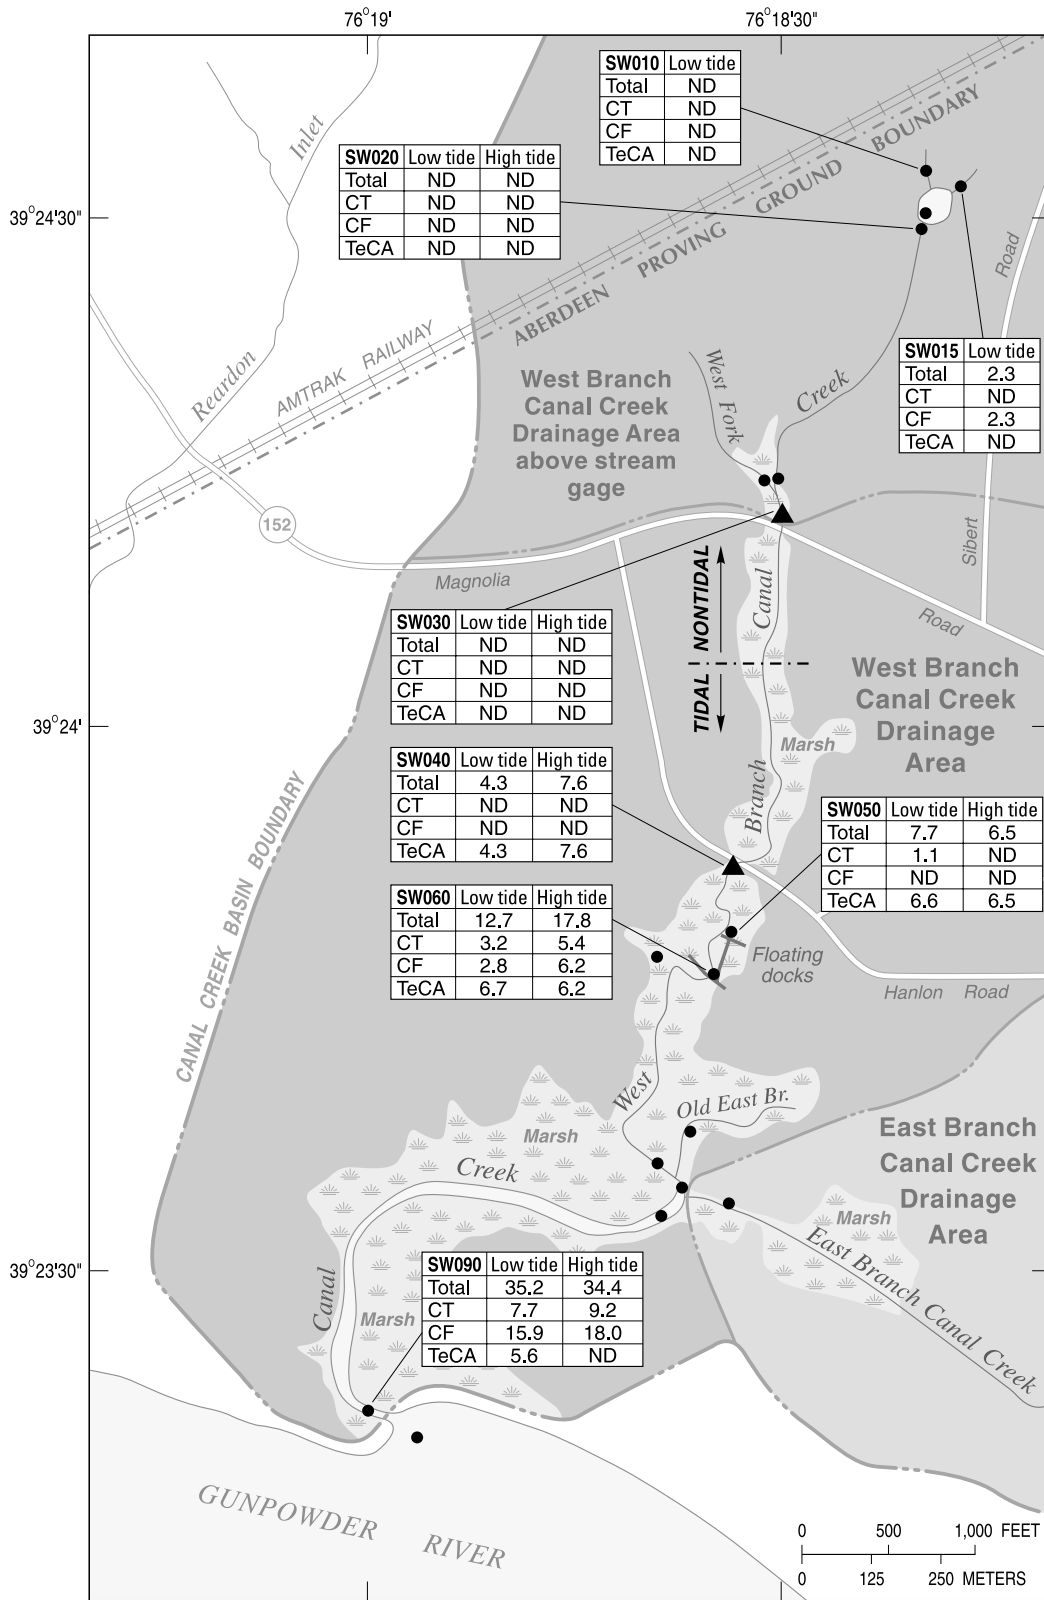 76°19'
76°18'30"
39°24'30"
39°24'
39°23'30"
SW010 Low tide
Total ND
CT ND
CF ND
TeCA ND
SW020 Low tide High tide
Total ND ND
CT ND ND
CF ND ND
TeCA ND ND
Inlet
Reardon
AMTRAK RAILWAY
ABERDEEN PROVING GROUND BOUNDARY
Road
SW015 Low tide
Total 2.3
CT ND
CF 2.3
TeCA ND
West Branch
Canal Creek
Drainage Area
above stream
gage
West Fork
Creek
152
Magnolia
Road
Sibert
NONTIDAL
TIDAL
Canal
Branch
SW030 Low tide High tide
Total ND ND
CT ND ND
CF ND ND
TeCA ND ND
West Branch
Canal Creek
Drainage
Area
Marsh
SW040 Low tide High tide
Total 4.3 7.6
CT ND ND
CF ND ND
TeCA 4.3 7.6
SW050 Low tide High tide
Total 7.7 6.5
CT 1.1 ND
CF ND ND
TeCA 6.6 6.5
CANAL CREEK BASIN BOUNDARY
SW060 Low tide High tide
Total 12.7 17.8
CT 3.2 5.4
CF 2.8 6.2
TeCA 6.7 6.2
Floating
docks
Hanlon Road
West
Old East Br.
Marsh
Creek
East Branch
Canal Creek
Drainage
Area
Marsh
East Branch Canal Creek
Canal
Marsh
SW090 Low tide High tide
Total 35.2 34.4
CT 7.7 9.2
CF 15.9 18.0
TeCA 5.6 ND
GUNPOWDER RIVER
0 500 1,000 FEET
0 125 250 METERS